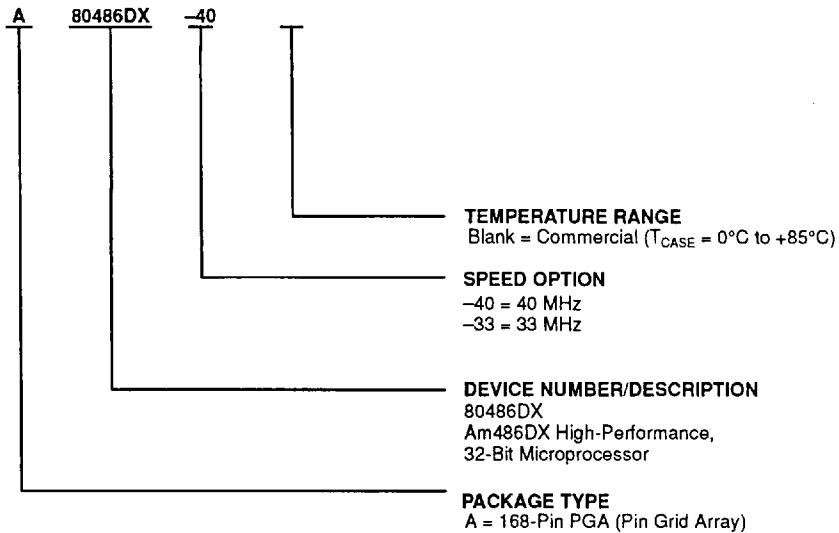 A 80486DX –40
TEMPERATURE RANGE
Blank = Commercial (TCASE = 0°C to +85°C)
SPEED OPTION
–40 = 40 MHz
–33 = 33 MHz
DEVICE NUMBER/DESCRIPTION
80486DX
Am486DX High-Performance,
32-Bit Microprocessor
PACKAGE TYPE
A = 168-Pin PGA (Pin Grid Array)